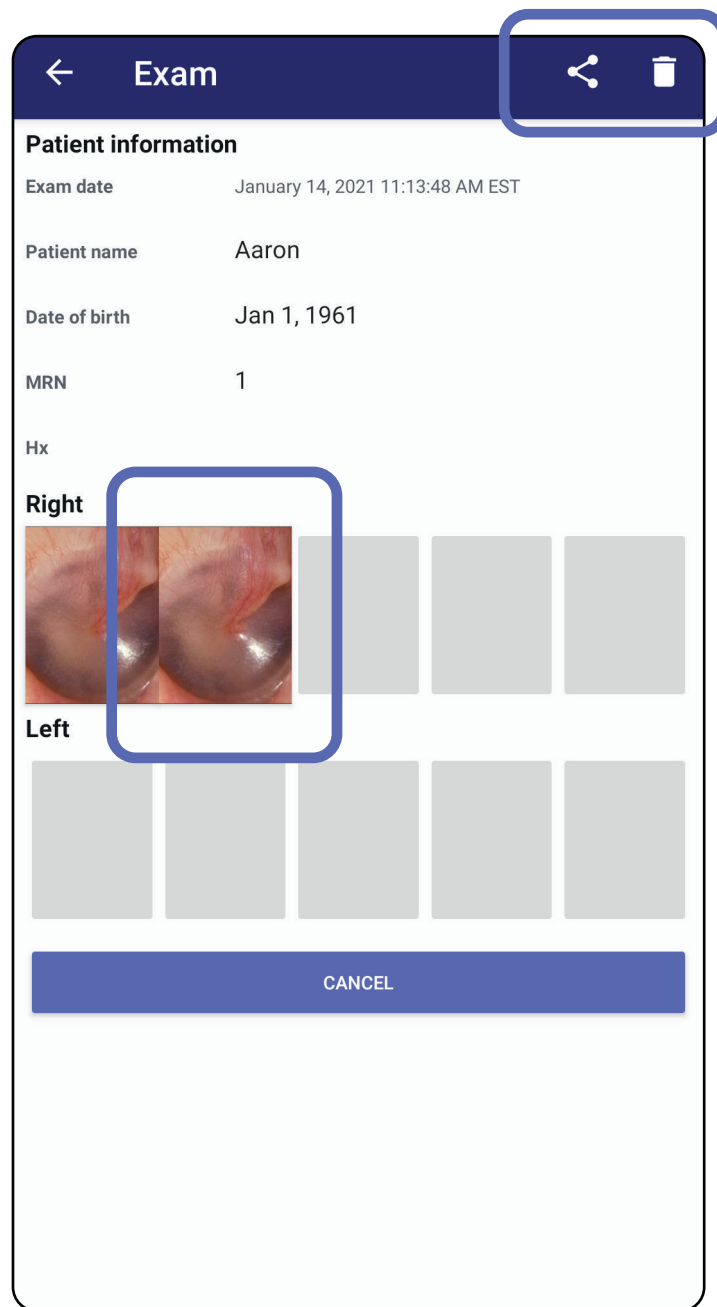 Exam
Patient information
Exam date January 14, 2021 11:13:48 AM EST
Patient name Aaron
Date of birth Jan 1, 1961
MRN 1
Hx
Right
Left
CANCEL